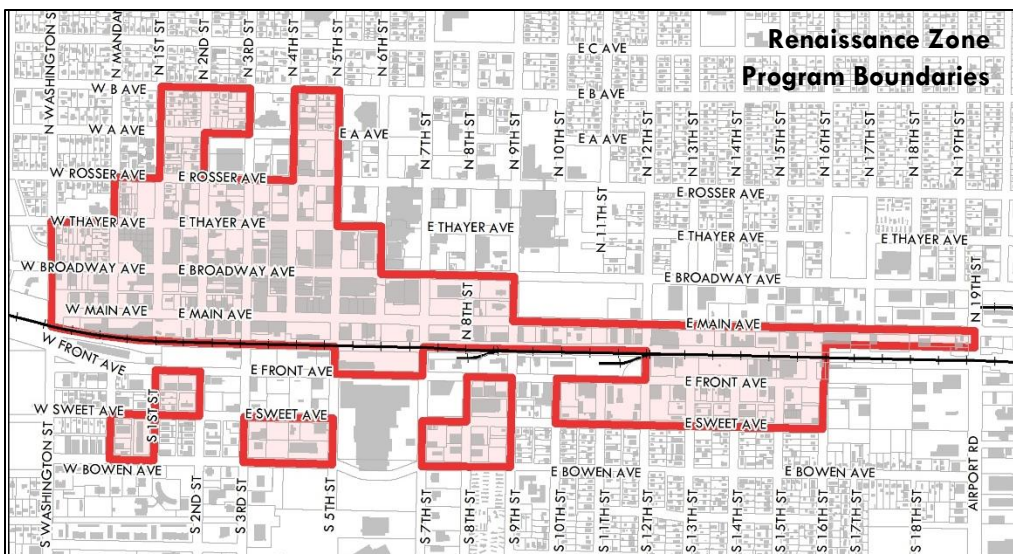 Renaissance Zone
Program Boundaries
N WASHINGTON S
N MANDAN
N 1ST ST
N 2ND ST
N 3RD ST
N 4TH ST
N 5TH ST
N 6TH ST
N 7TH ST
N 8TH ST
N 9TH ST
N 10TH ST
N 11TH ST
N 12TH ST
N 13TH ST
N 14TH ST
N 15TH ST
N 16TH ST
N 17TH ST
N 18TH ST
N 19TH ST
E C AVE
W B AVE
E B AVE
W A AVE
E A AVE
E A AVE
W ROSSER AVE
E ROSSER AVE
E ROSSER AVE
W THAYER AVE
E THAYER AVE
E THAYER AVE
E THAYER AVE
E THAYER AVE
W BROADWAY AVE
E BROADWAY AVE
E BROADWAY AVE
N 8TH ST
N 19TH ST
W MAIN AVE
E MAIN AVE
E MAIN AVE
W FRONT AVE
E FRONT AVE
E FRONT AVE
W SWEET AVE
S 1ST ST
E SWEET AVE
E SWEET AVE
W BOWEN AVE
E BOWEN AVE
E BOWEN AVE
S WASHINGTON ST
S 2ND ST
S 3RD ST
S 5TH ST
S 7TH ST
S 8TH ST
S 9TH ST
S 10TH ST
S 11TH ST
S 12TH ST
S 13TH ST
S 14TH ST
S 15TH ST
S 16TH ST
S 17TH ST
S 18TH ST
AIRPORT RD